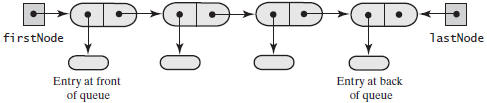 firstNode
lastNode
Entry at front
of queue
Entry at back
of queue